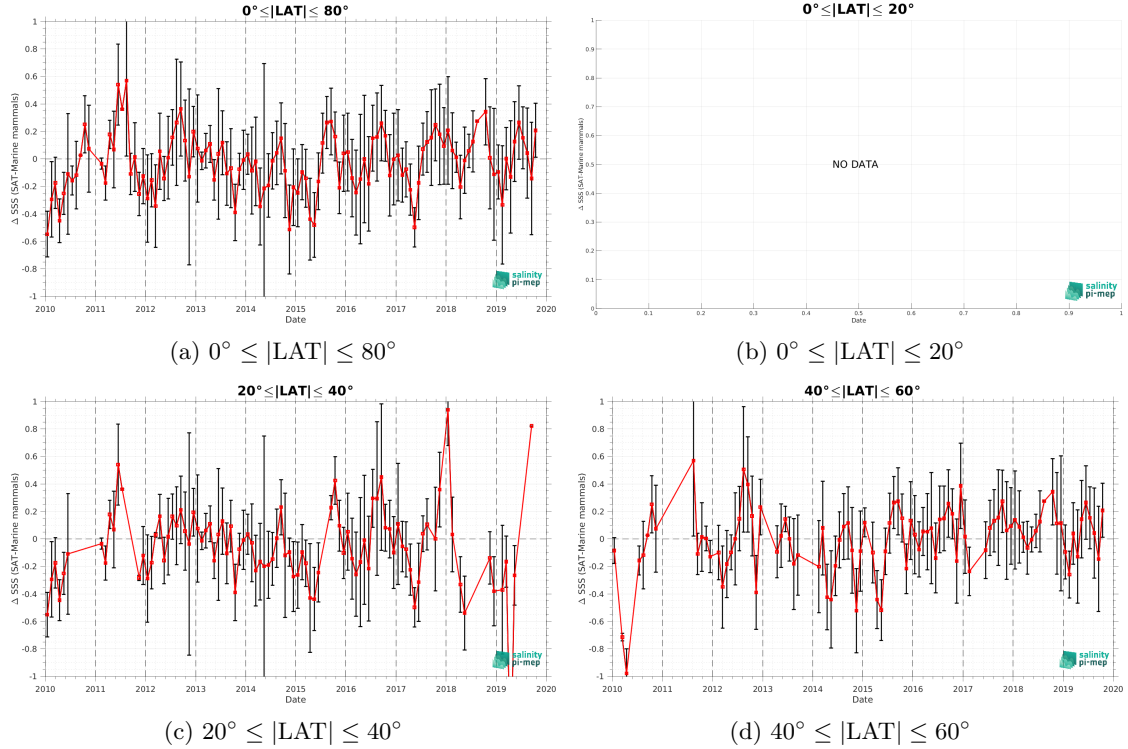 0°≤|LAT|≤ 80°
Δ SSS (SAT-Marine mammals)
1
0.8
0.6
0.4
0.2
0
-0.2
-0.4
-0.6
-0.8
-1
2010 2011 2012 2013 2014 2015 2016 2017 2018 2019 2020
Date
salinity
pi-mep
(a) 0° ≤ |LAT| ≤ 80°
0°≤|LAT|≤ 20°
Δ SSS (SAT-Marine mammals)
1
0.9
0.8
0.7
0.6
0.5
0.4
0.3
0.2
0.1
0
NO DATA
0 0.1 0.2 0.3 0.4 0.5 0.6 0.7 0.8 0.9 1
Date
salinity
pi-mep
(b) 0° ≤ |LAT| ≤ 20°
20°≤|LAT|≤ 40°
Δ SSS (SAT-Marine mammals)
1
0.8
0.6
0.4
0.2
0
-0.2
-0.4
-0.6
-0.8
-1
2010 2011 2012 2013 2014 2015 2016 2017 2018 2019 2020
Date
salinity
pi-mep
(c) 20° ≤ |LAT| ≤ 40°
40°≤|LAT|≤ 60°
Δ SSS (SAT-Marine mammals)
1
0.8
0.6
0.4
0.2
0
-0.2
-0.4
-0.6
-0.8
-1
2010 2011 2012 2013 2014 2015 2016 2017 2018 2019 2020
Date
salinity
pi-mep
(d) 40° ≤ |LAT| ≤ 60°